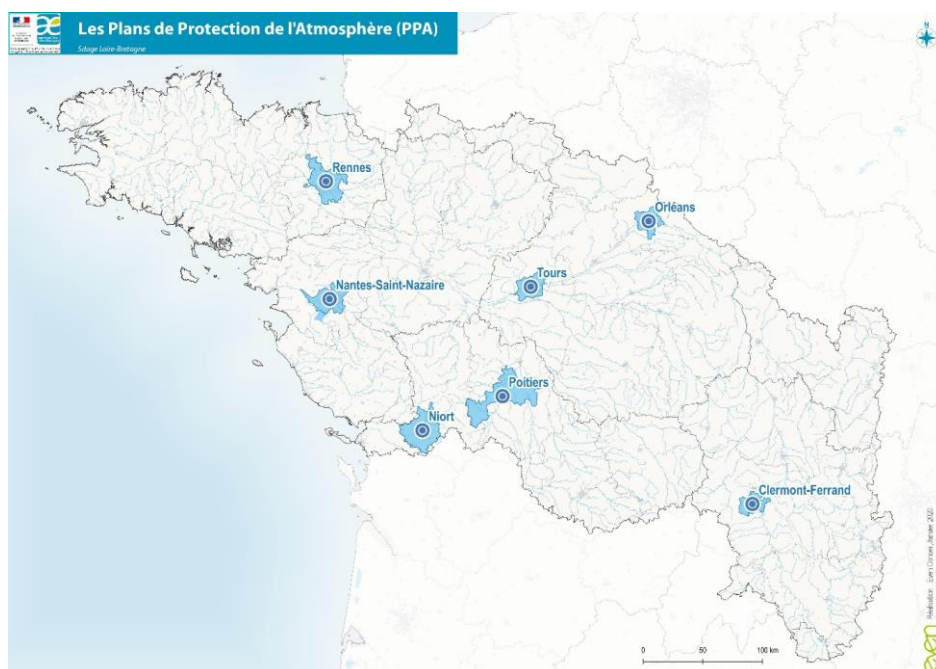 Les Plans de Protection de l'Atmosphère (PPA)
Sdage Loire-Bretagne
N
Rennes
Orléans
Tours
Nantes-Saint-Nazaire
Poitiers
Niort
Clermont-Ferrand
0 50 100 km